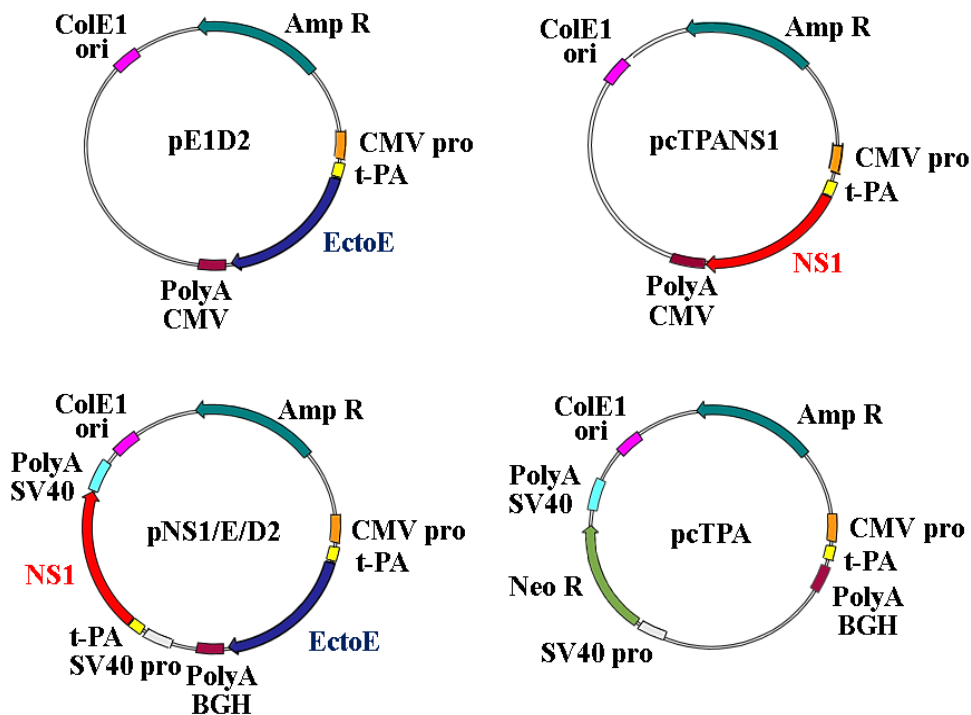 ColE1
ori
Amp R
pE1D2
CMV pro
t-PA
EctoE
PolyA
CMV
ColE1
ori
Amp R
pcTPANS1
CMV pro
t-PA
NS1
PolyA
CMV
ColE1
ori
Amp R
PolyA
SV40
pNS1/E/D2
CMV pro
t-PA
NS1
t-PA
SV40 pro
EctoE
PolyA
BGH
ColE1
ori
Amp R
PolyA
SV40
pcTPA
CMV pro
t-PA
Neo R
PolyA
BGH
SV40 pro